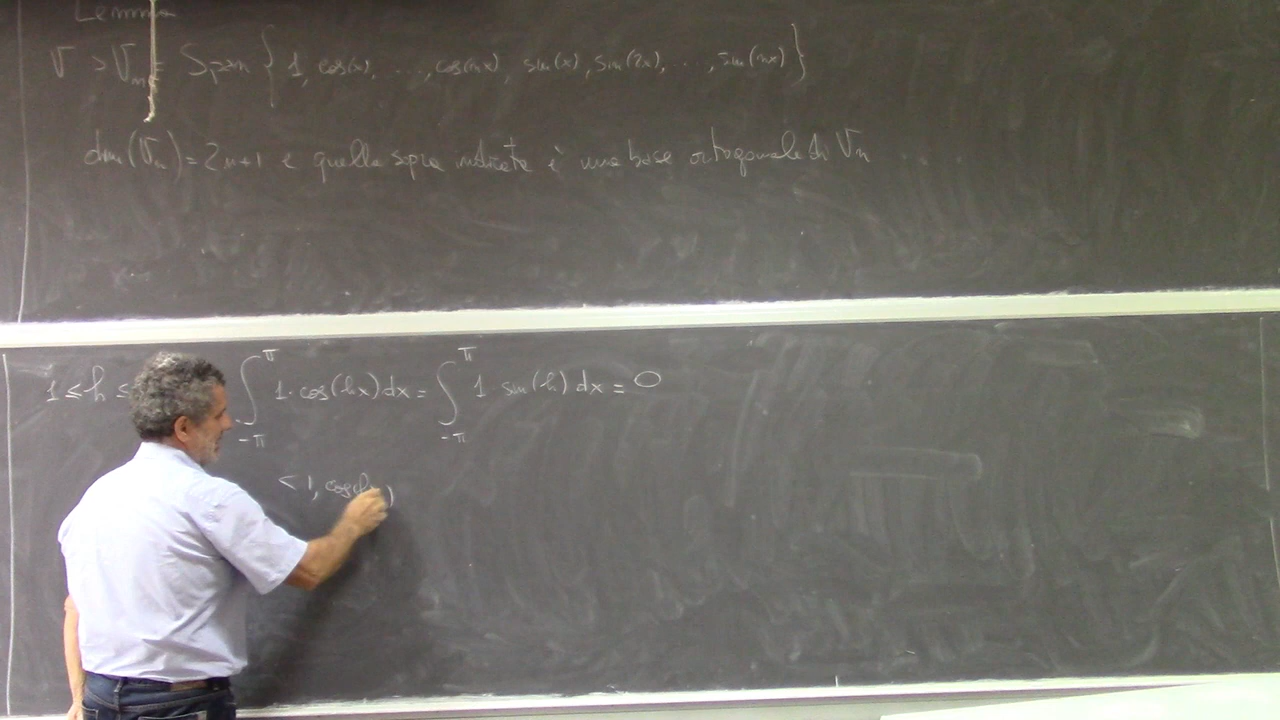 Lemma
V > Vn = Span { 1, cos(x), ..., cos(nx), sin(x), sin(2x), ..., sin(nx) }
dim(Vn) = 2n+1 e quella sopra indicata è una base ortogonale di Vn ...
1 ≤ h ≤ ∫_{-π}^{π} 1·cos(hx) dx = ∫_{-π}^{π} 1 sin(h) dx = 0
< 1, cos(h )